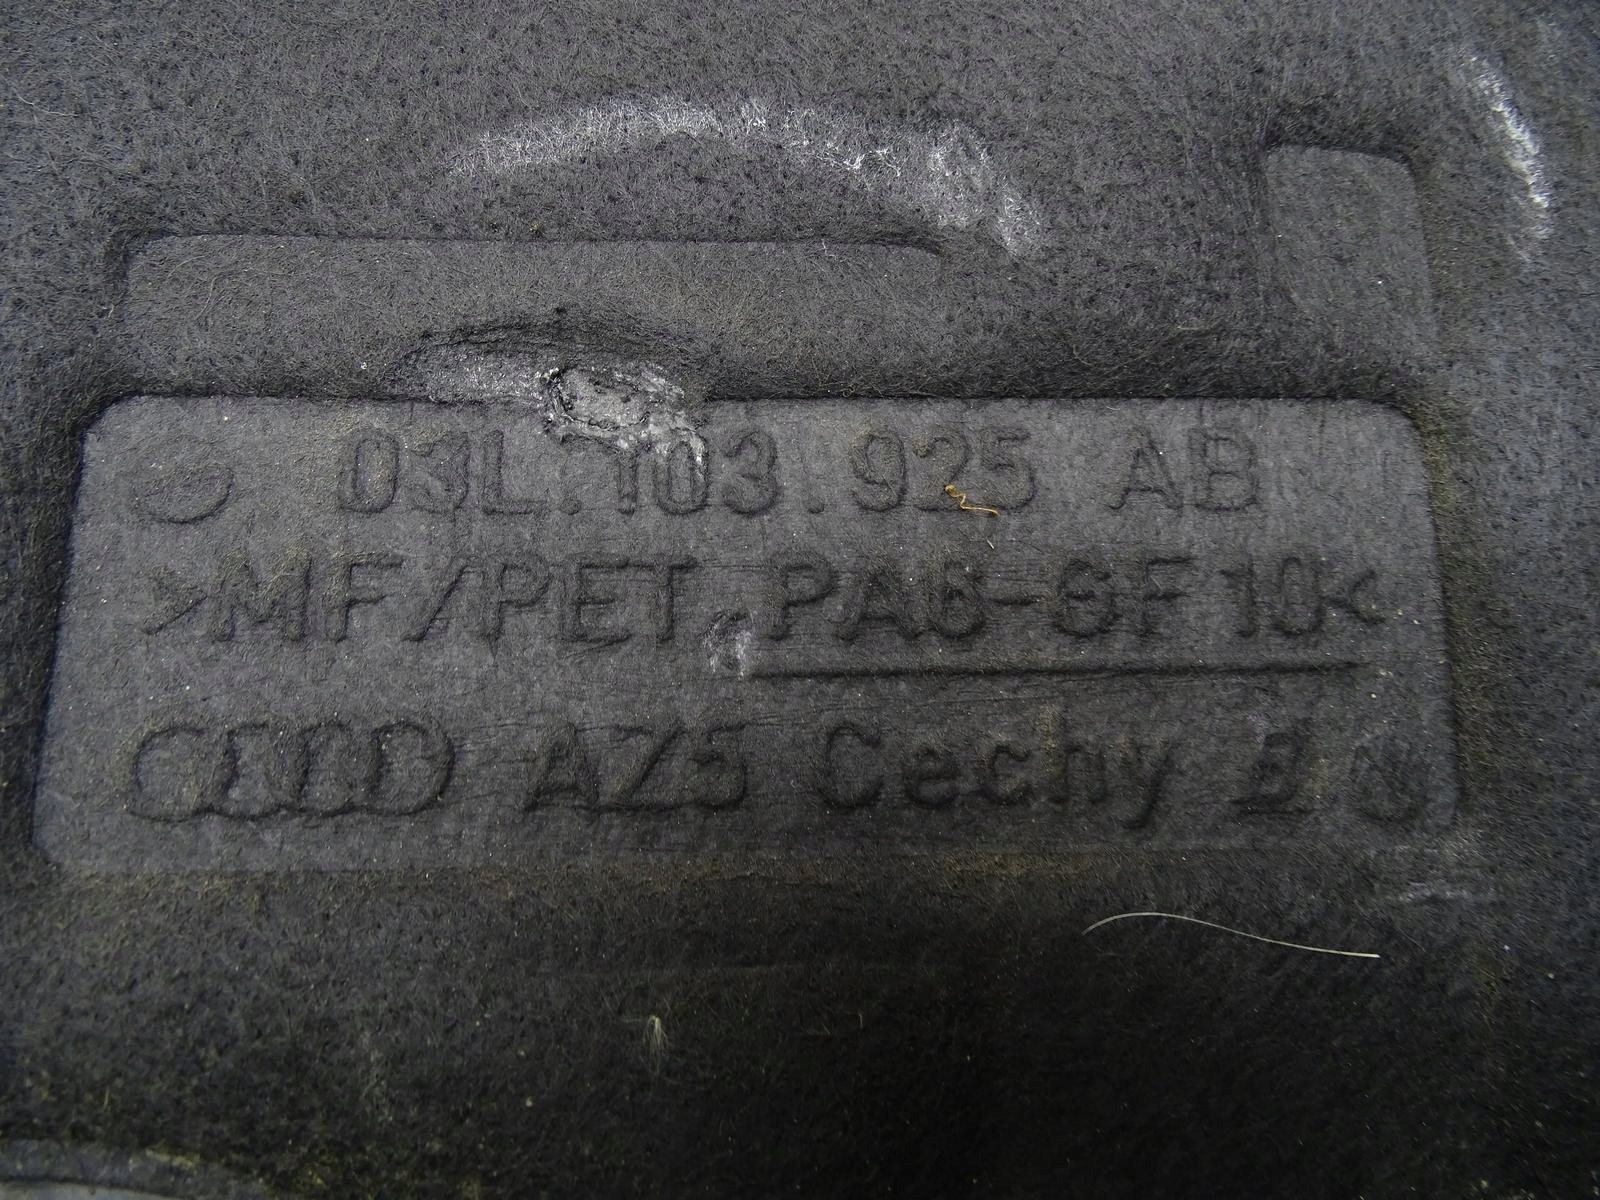 03L.103.925 AB
>MF/PET.PA6-GF10<
AZ5 Cechy